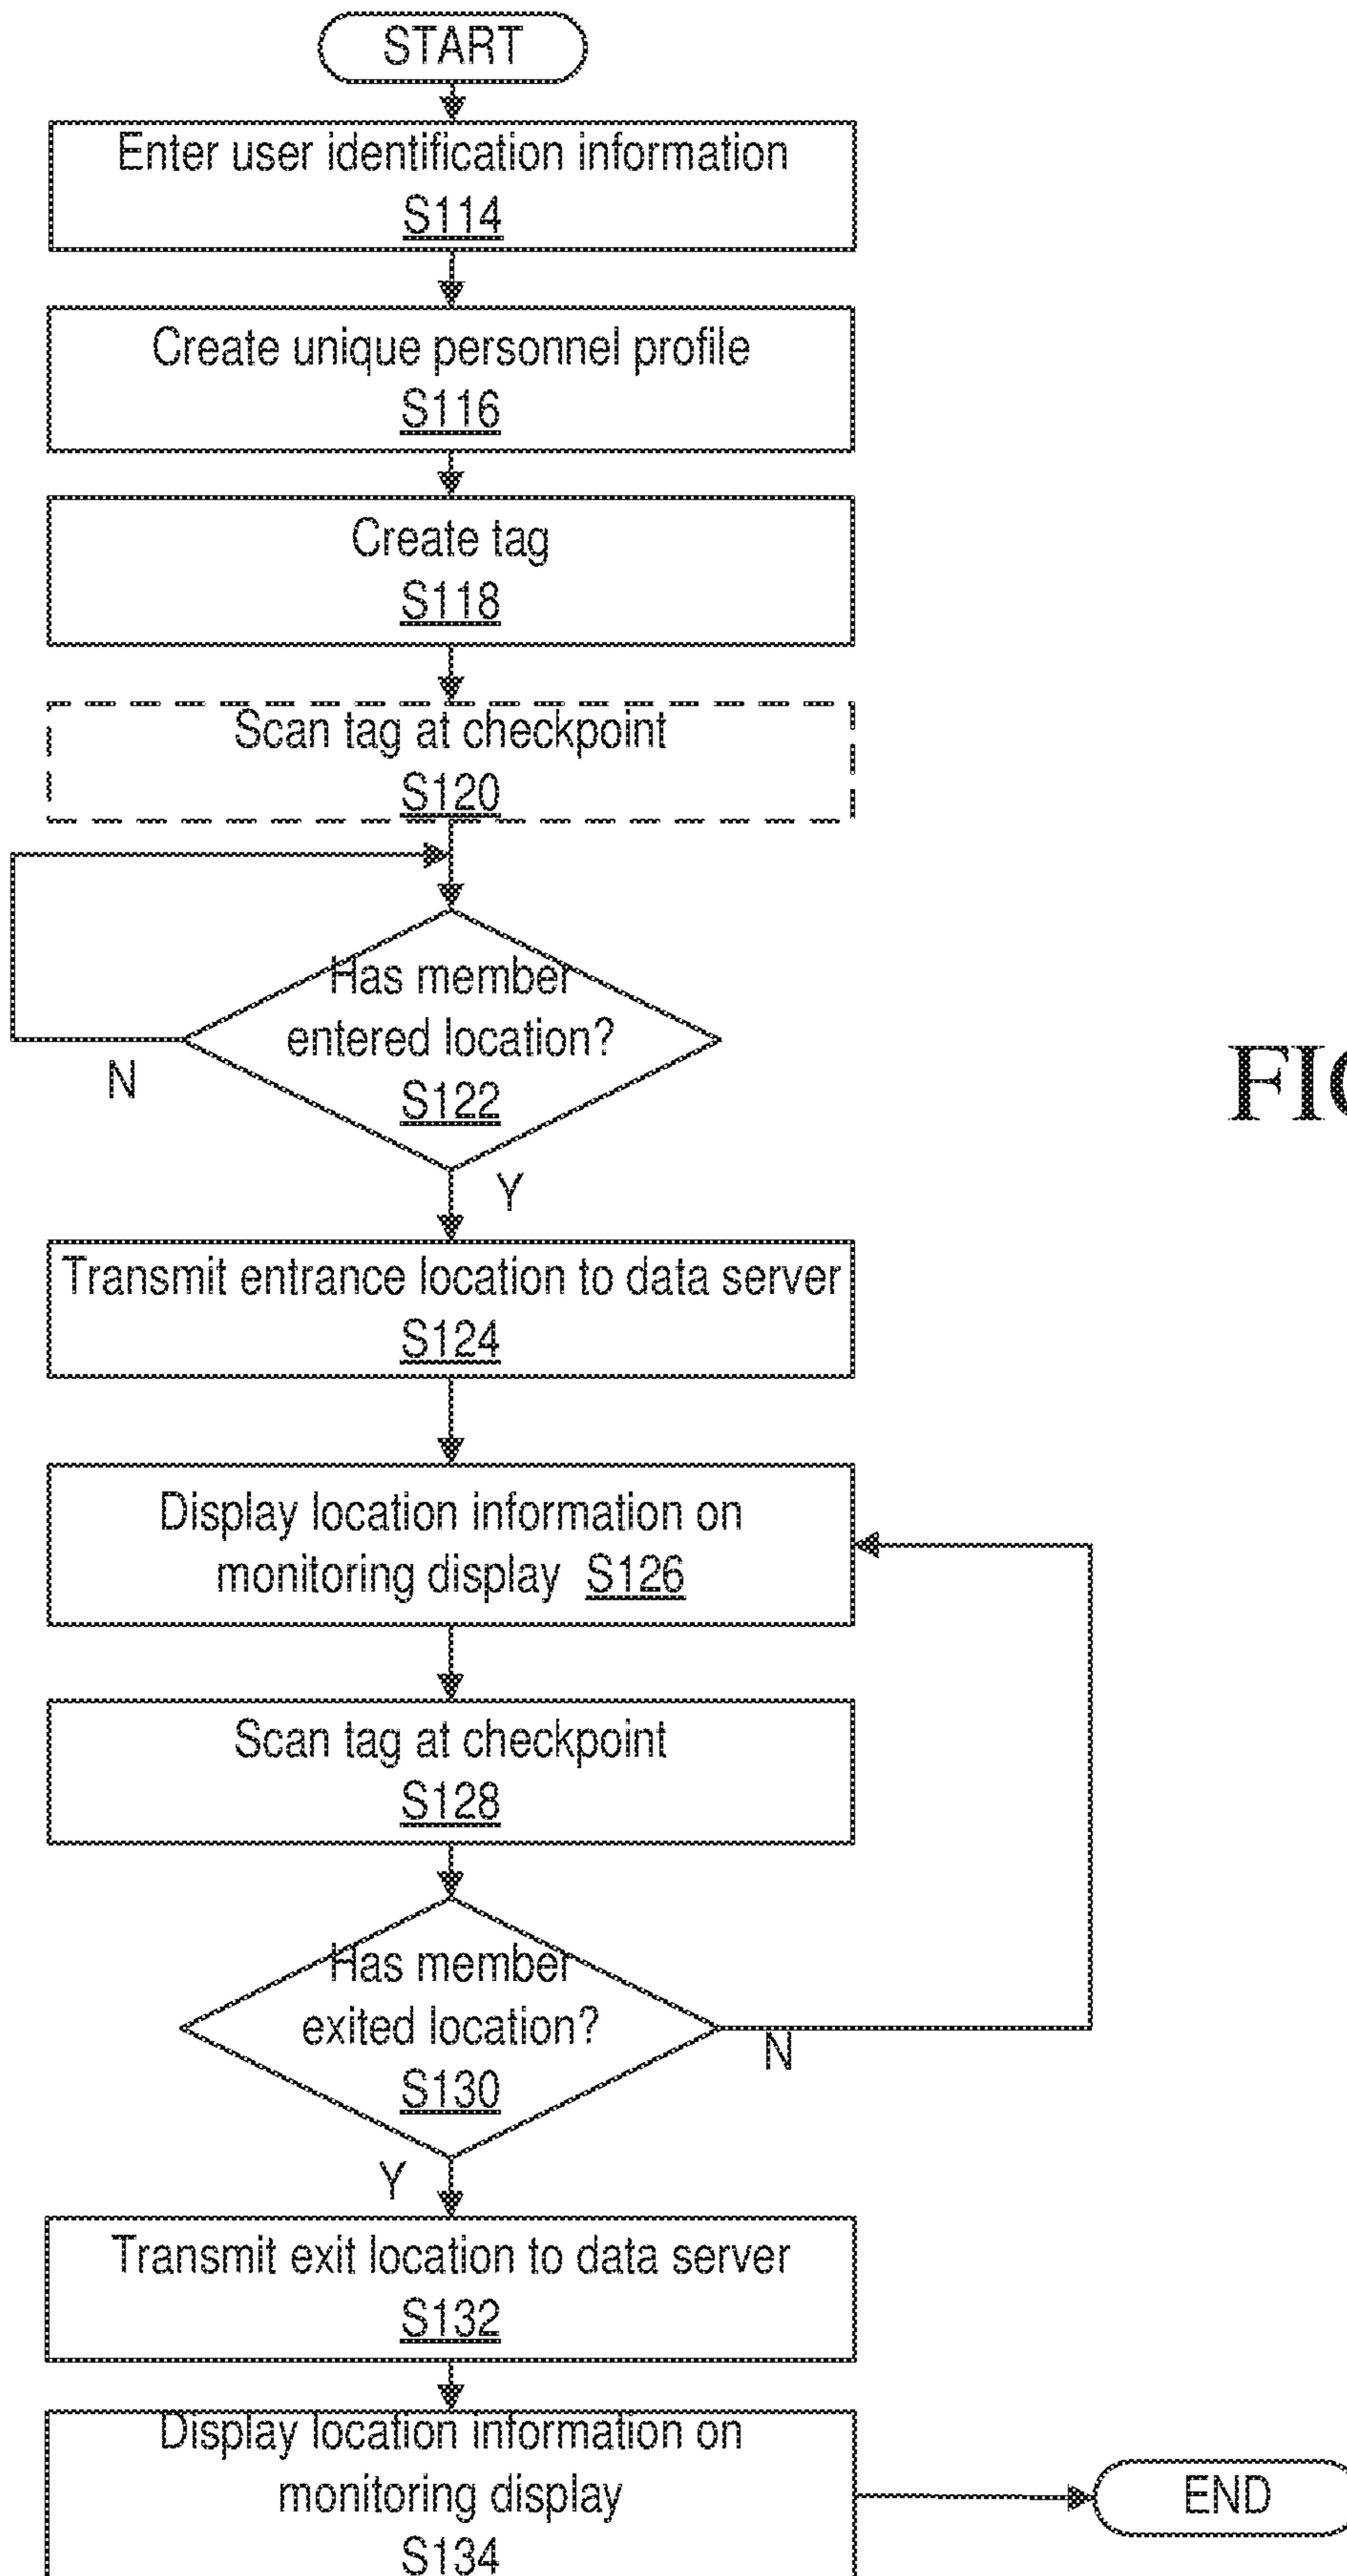 START
Enter user identification information
S114
Create unique personnel profile
S116
Create tag
S118
Scan tag at checkpoint
S120
Has member
entered location?
S122
N
Y
Transmit entrance location to data server
S124
Display location information on
monitoring display S126
Scan tag at checkpoint
S128
Has member
exited location?
S130
N
Y
Transmit exit location to data server
S132
Display location information on
monitoring display
S134
END